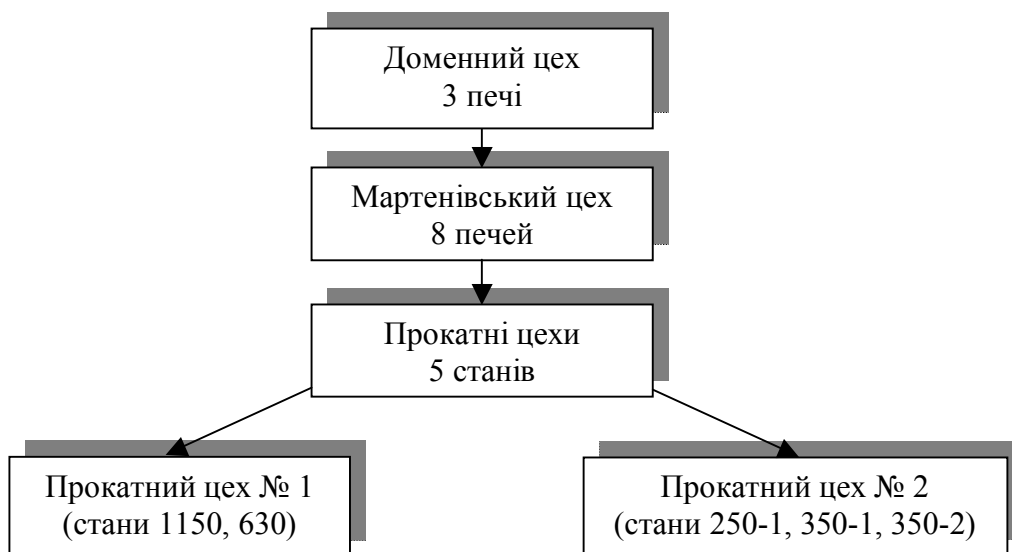 Доменний цех
3 печі
Мартенівський цех
8 печей
Прокатні цехи
5 станів
Прокатний цех № 1
(стани 1150, 630)
Прокатний цех № 2
(стани 250-1, 350-1, 350-2)